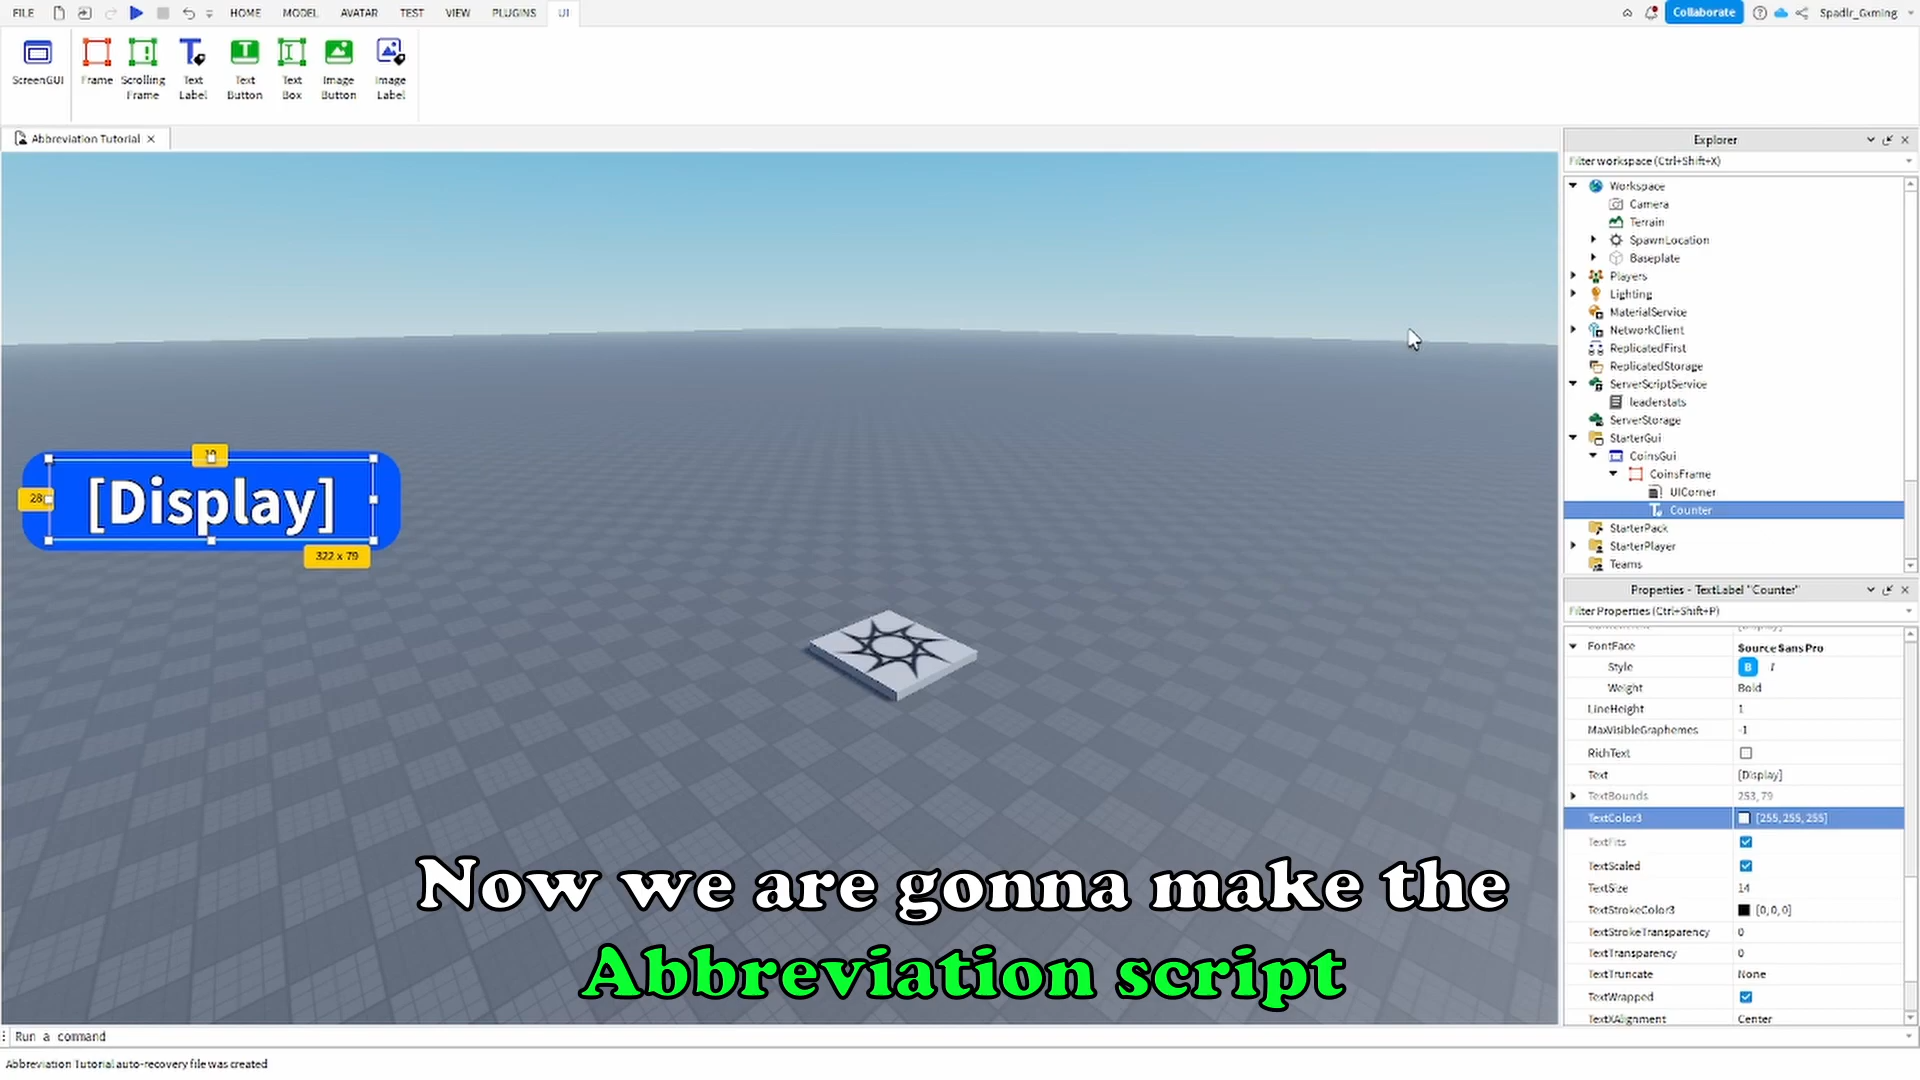 FILE HOME MODEL AVATAR TEST VIEW PLUGINS UI Collaborate Spadlr_Gxming
ScreenGUI Frame Scrolling Frame Text Label Text Button Text Box Image Button Image Label
Abbreviation Tutorial
Explorer
Filter workspace (Ctrl+Shift+X)
Workspace
Camera
Terrain
SpawnLocation
Baseplate
Players
Lighting
MaterialService
NetworkClient
ReplicatedFirst
ReplicatedStorage
ServerScriptService
leaderstats
ServerStorage
StarterGui
CoinsGui
CoinsFrame
UICorner
Counter
StarterPack
StarterPlayer
Teams
[Display]
28
322 x 79
Properties - TextLabel "Counter"
Filter Properties (Ctrl+Shift+P)
FontFace Source Sans Pro
Style B I
Weight Bold
LineHeight 1
MaxVisibleGraphemes -1
RichText
Text [Display]
TextBounds 253, 79
TextColor3 [255, 255, 255]
TextFits
TextScaled
TextSize 14
TextStrokeColor3 [0, 0, 0]
TextStrokeTransparency 0
TextTransparency 0
TextTruncate None
TextWrapped
TextXAlignment Center
Now we are gonna make the
Abbreviation script
Run a command
Abbreviation Tutorial auto-recovery file was created